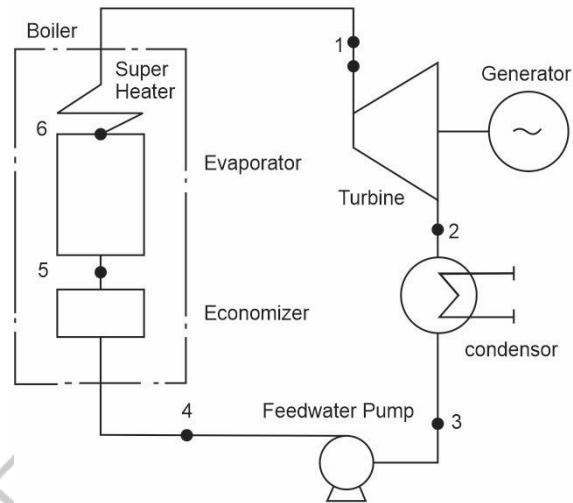 Boiler
1
Super
Heater
Generator
6
Evaporator
Turbine
2
5
Economizer
condensor
4
Feedwater Pump
3